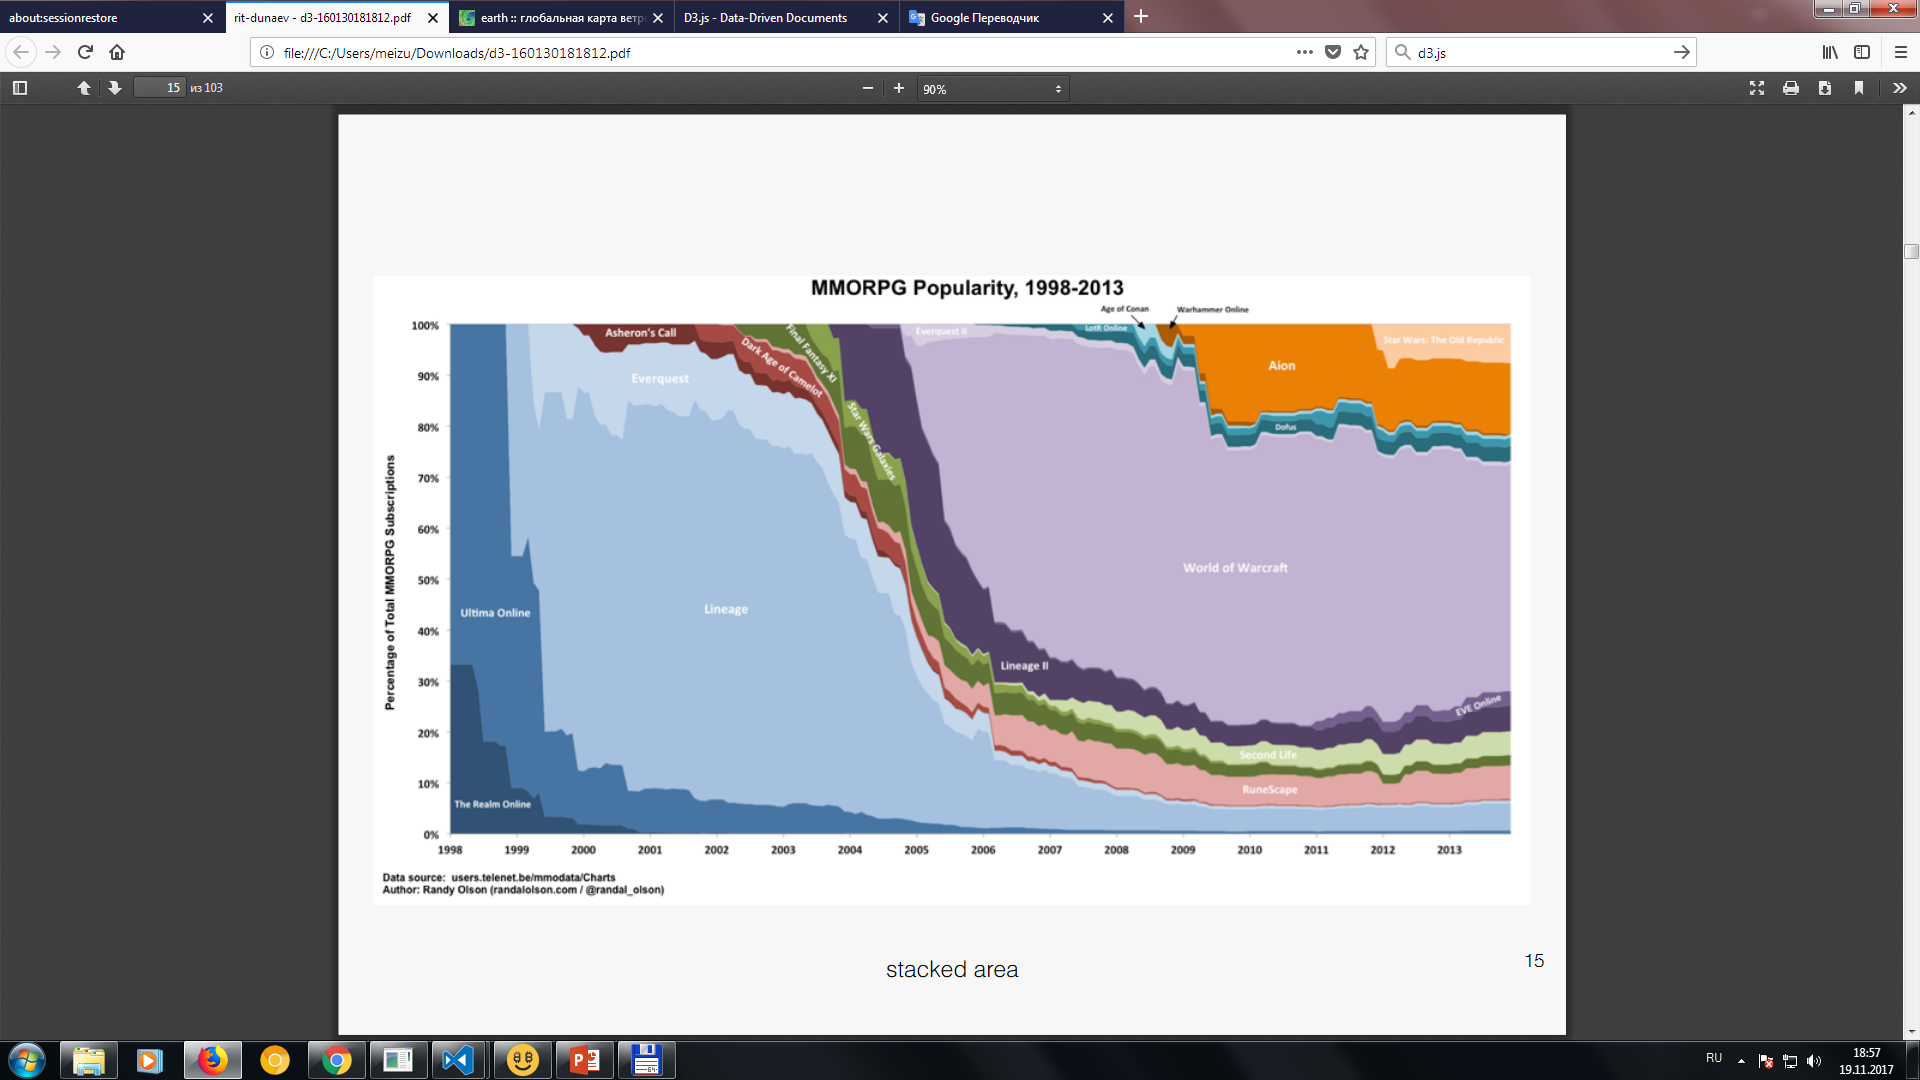 about:sessionrestore
rit-dunaev - d3-160130181812.pdf
earth :: глобальная карта ветр
D3.js - Data-Driven Documents
Google Переводчик
file:///C:/Users/meizu/Downloads/d3-160130181812.pdf
d3.js
15 из 103
90%
MMORPG Popularity, 1998-2013
Age of Conan
Warhammer Online
Percentage of Total MMORPG Subscriptions
100%
90%
80%
70%
60%
50%
40%
30%
20%
10%
0%
Asheron's Call
Everquest
Dark Age of Camelot
Final Fantasy XI
Star Wars Galaxies
Everquest II
LotR Online
Aion
Star Wars: The Old Republic
Dofus
World of Warcraft
Ultima Online
Lineage
Lineage II
EVE Online
Second Life
RuneScape
The Realm Online
1998 1999 2000 2001 2002 2003 2004 2005 2006 2007 2008 2009 2010 2011 2012 2013
Data source: users.telenet.be/mmodata/Charts
Author: Randy Olson (randalolson.com / @randal_olson)
stacked area
15
RU
18:57
19.11.2017